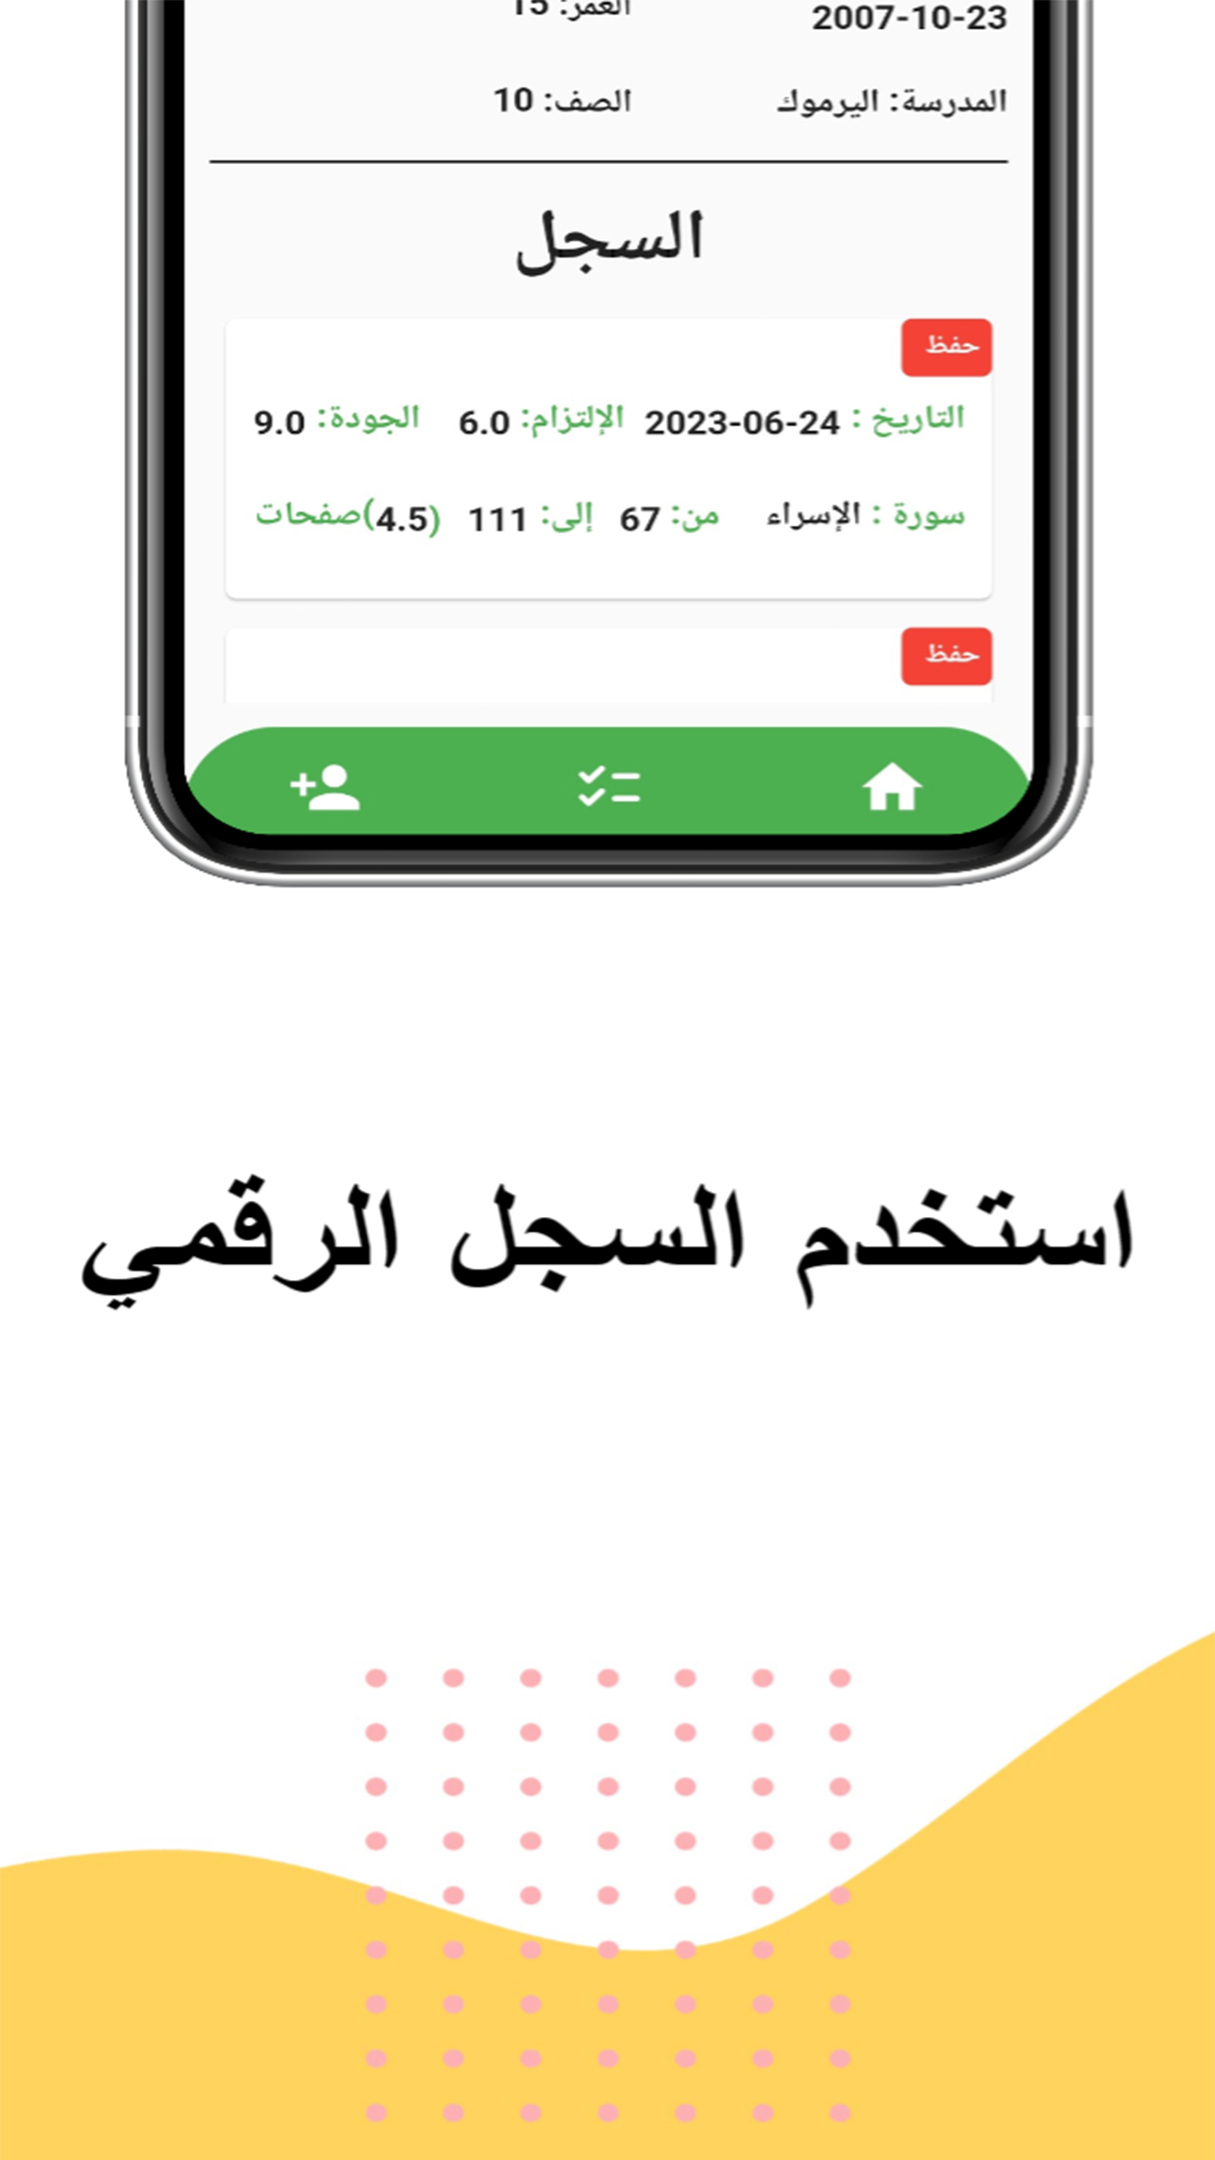 2007-10-23 العمر: 15
المدرسة: اليرموك الصف: 10
السجل
حفظ
التاريخ : 2023-06-24 الإلتزام: 6.0 الجودة: 9.0
سورة : الإسراء من: 67 إلى: 111 (4.5)صفحات
حفظ
استخدم السجل الرقمي